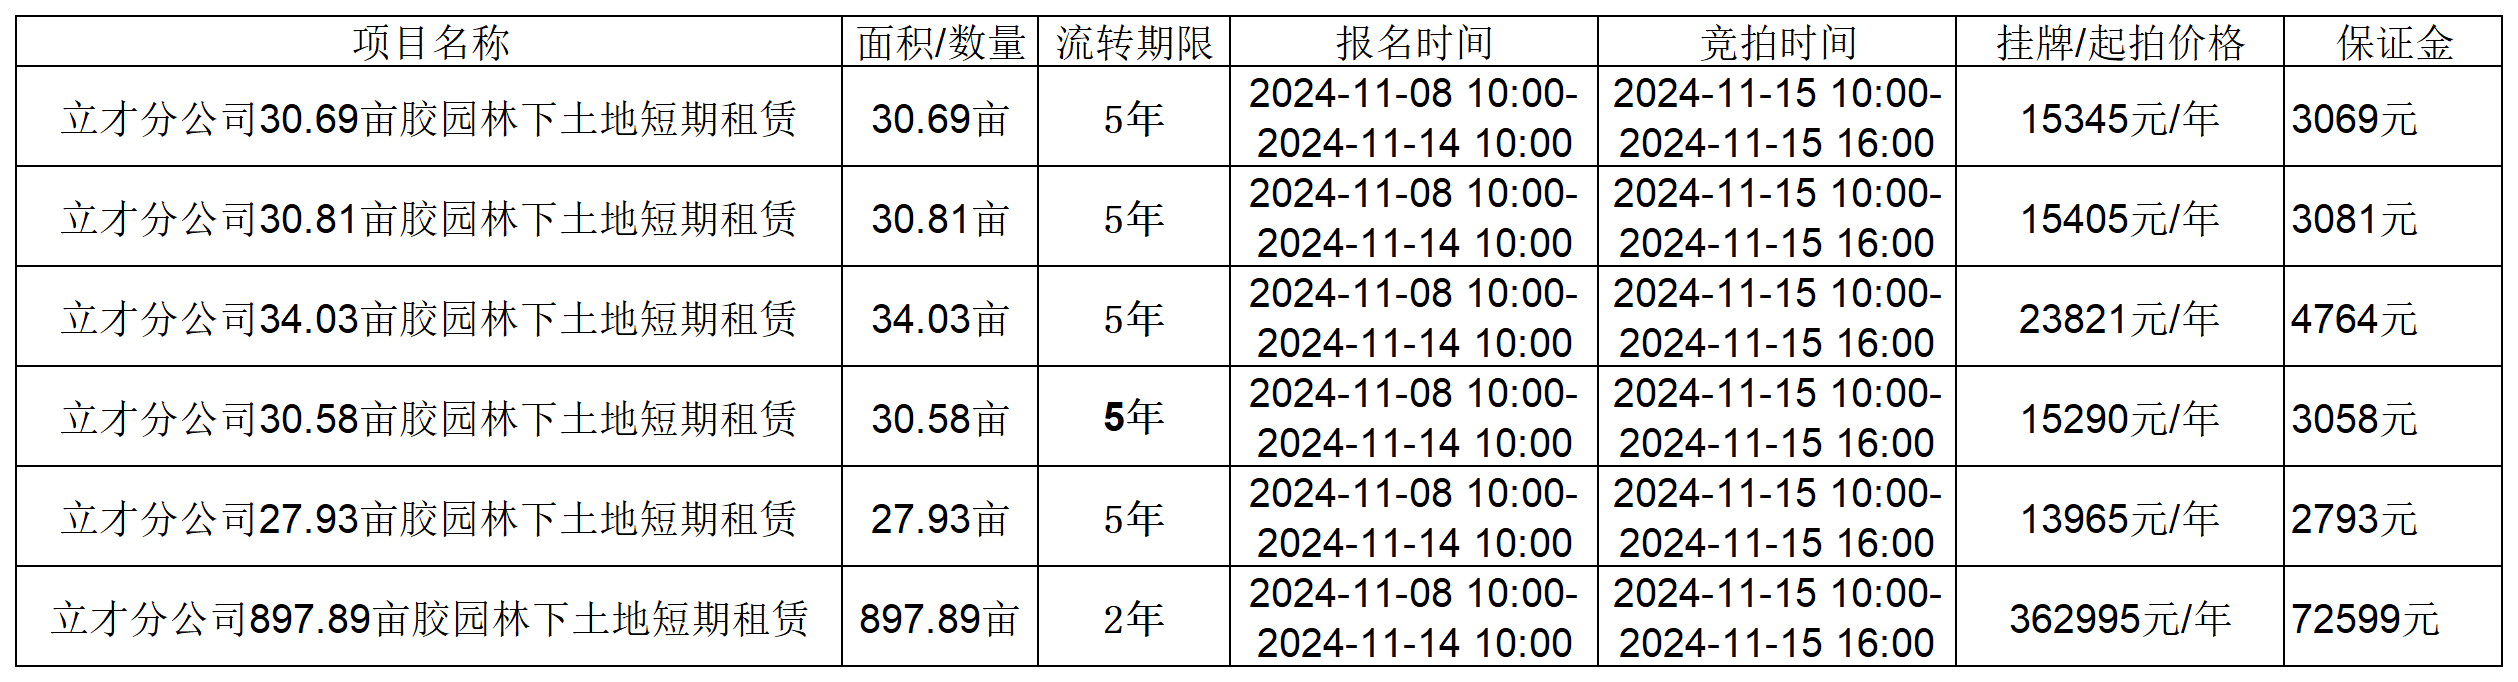 项目名称 面积/数量 流转期限 报名时间 竞拍时间 挂牌/起拍价格 保证金
立才分公司30.69亩胶园林下土地短期租赁 30.69亩 5年 2024-11-08 10:00-2024-11-14 10:00 2024-11-15 10:00-2024-11-15 16:00 15345元/年 3069元
立才分公司30.81亩胶园林下土地短期租赁 30.81亩 5年 2024-11-08 10:00-2024-11-14 10:00 2024-11-15 10:00-2024-11-15 16:00 15405元/年 3081元
立才分公司34.03亩胶园林下土地短期租赁 34.03亩 5年 2024-11-08 10:00-2024-11-14 10:00 2024-11-15 10:00-2024-11-15 16:00 23821元/年 4764元
立才分公司30.58亩胶园林下土地短期租赁 30.58亩 5年 2024-11-08 10:00-2024-11-14 10:00 2024-11-15 10:00-2024-11-15 16:00 15290元/年 3058元
立才分公司27.93亩胶园林下土地短期租赁 27.93亩 5年 2024-11-08 10:00-2024-11-14 10:00 2024-11-15 10:00-2024-11-15 16:00 13965元/年 2793元
立才分公司897.89亩胶园林下土地短期租赁 897.89亩 2年 2024-11-08 10:00-2024-11-14 10:00 2024-11-15 10:00-2024-11-15 16:00 362995元/年 72599元